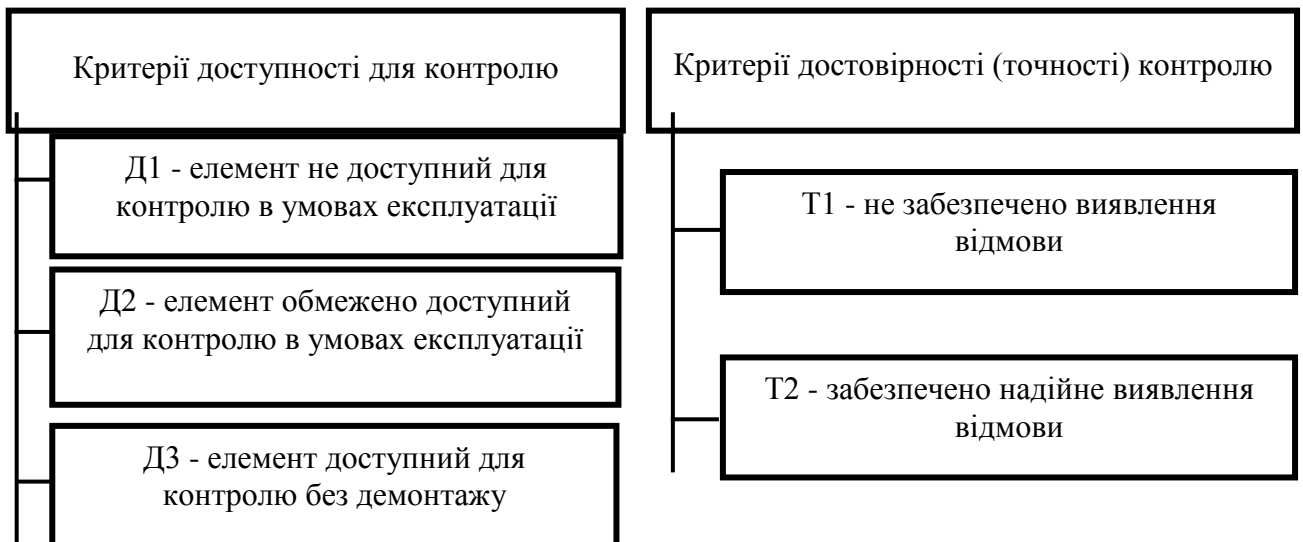 Критерії доступності для контролю
Д1 - елемент не доступний для
контролю в умовах експлуатації
Д2 - елемент обмежено доступний
для контролю в умовах експлуатації
Д3 - елемент доступний для
контролю без демонтажу
Критерії достовірності (точності) контролю
Т1 - не забезпечено виявлення
відмови
Т2 - забезпечено надійне виявлення
відмови